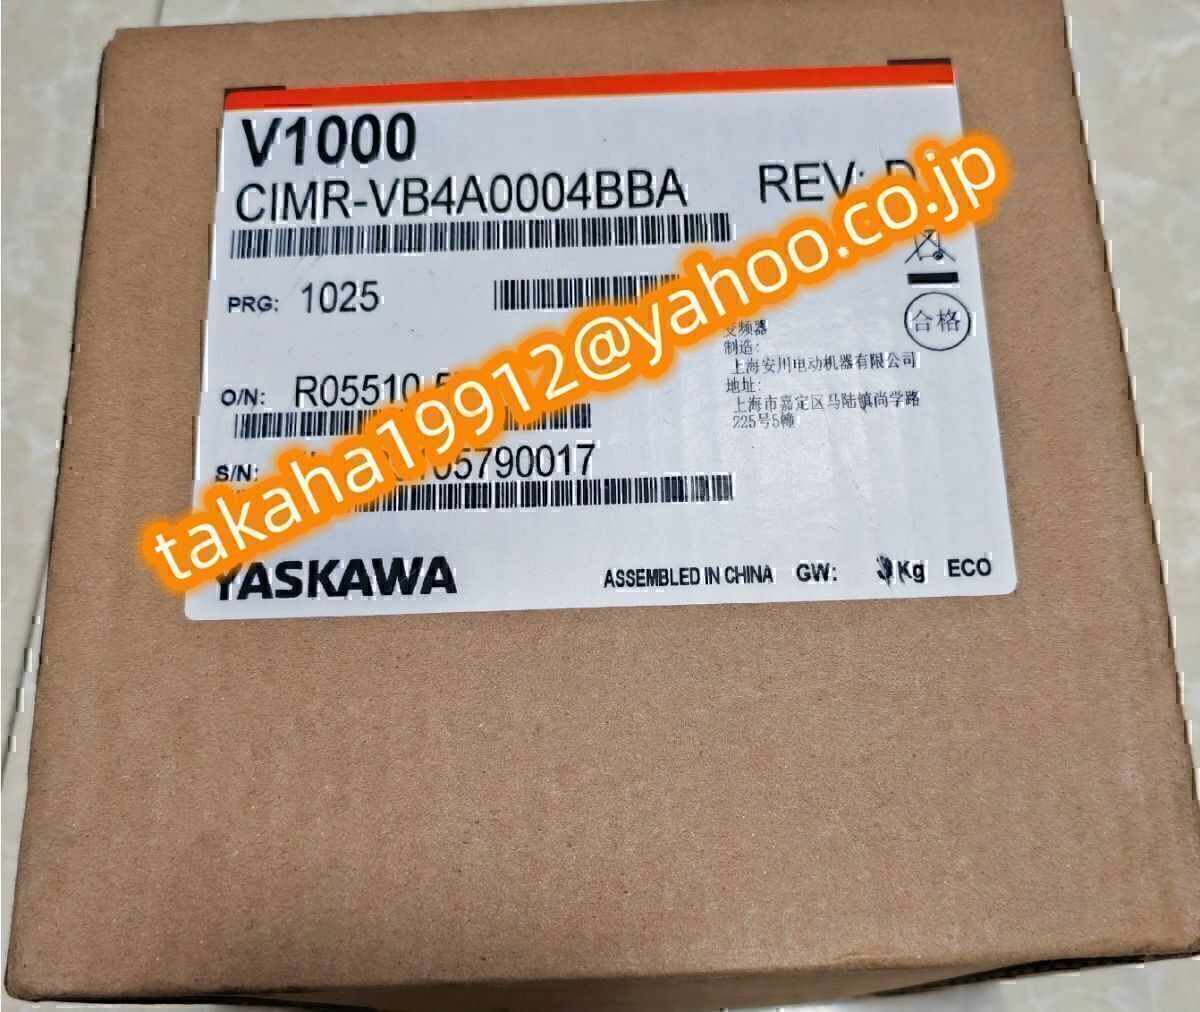 V1000
CIMR-VB4A0004BBA REV: D
PRG: 1025
变频器
制造:
上海安川电动机器有限公司
地址:
上海市嘉定区马陆镇尚学路
225号5幢
合格
O/N: R05510
S/N: 05790017
takaha19912@yahoo.co.jp
YASKAWA ASSEMBLED IN CHINA GW: Kg ECO